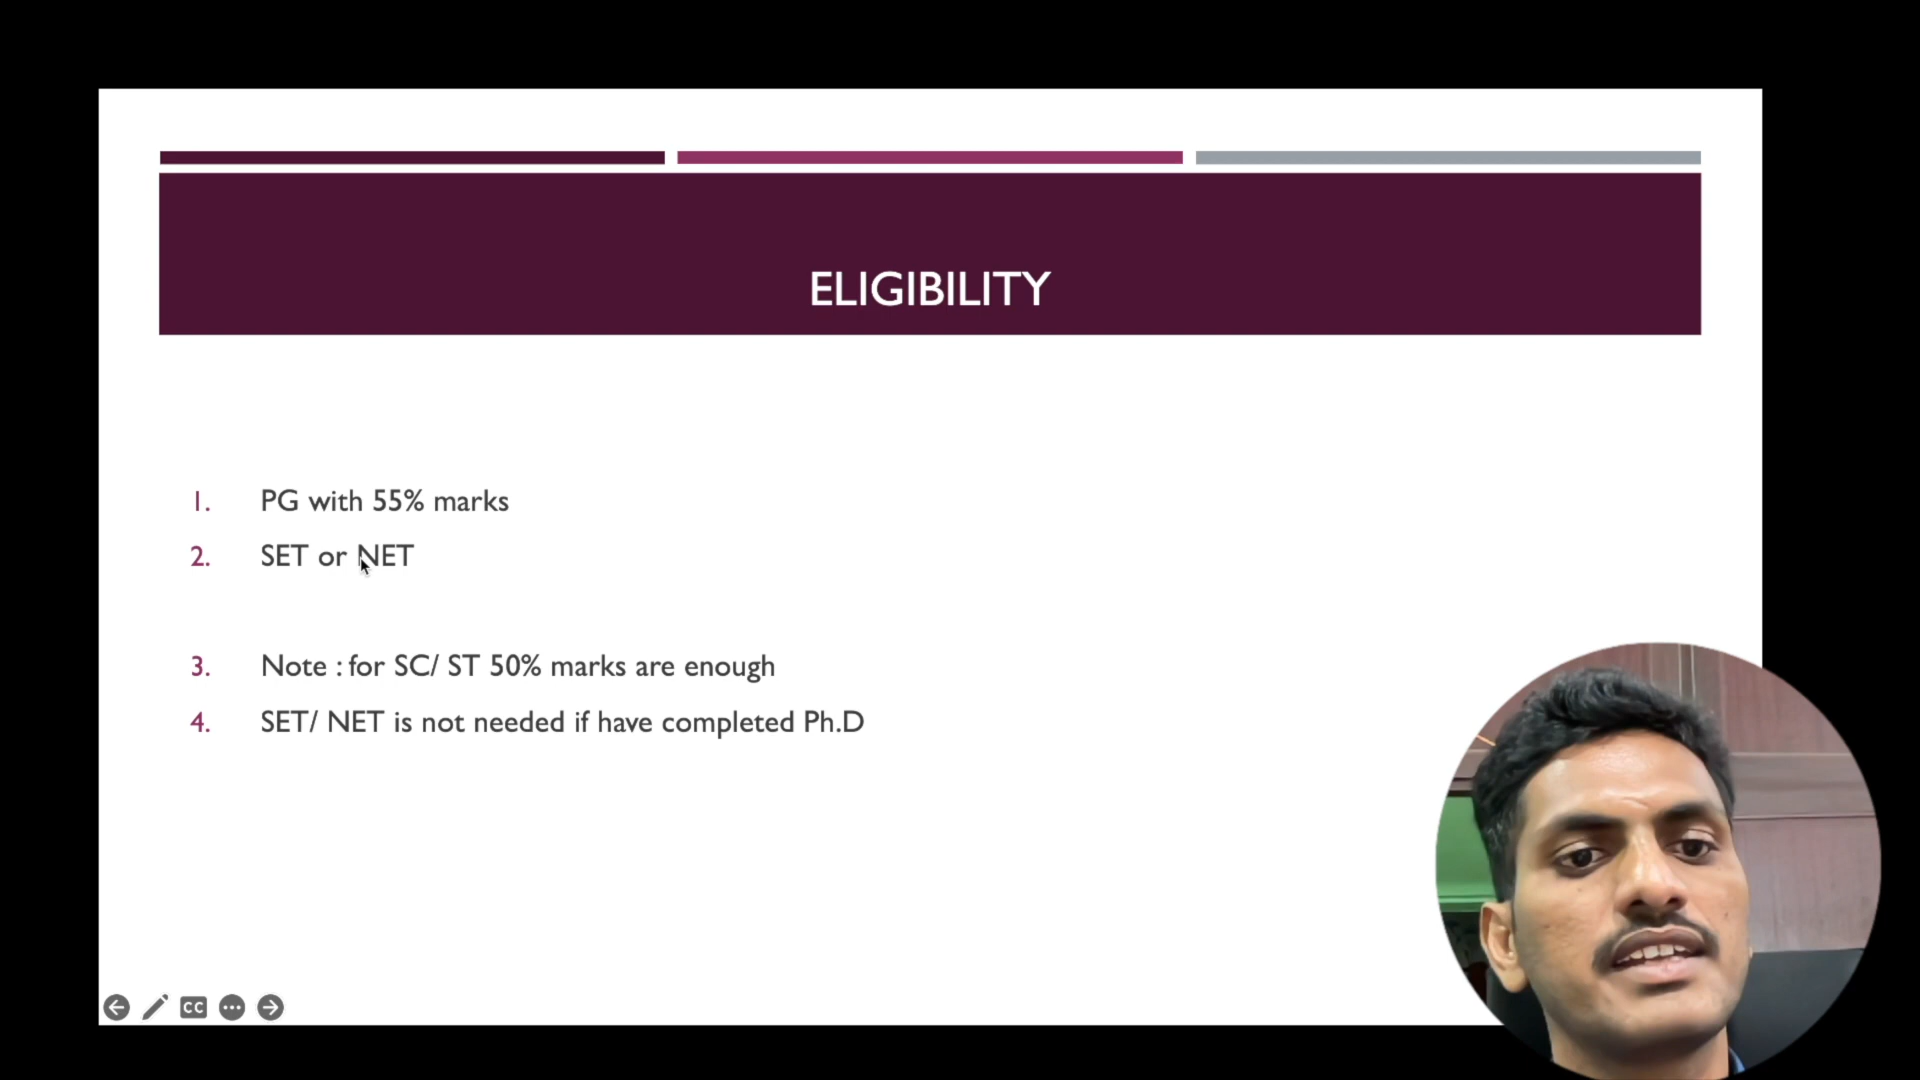 ELIGIBILITY
1. PG with 55% marks
2. SET or NET
3. Note : for SC/ ST 50% marks are enough
4. SET/ NET is not needed if have completed Ph.D
CC